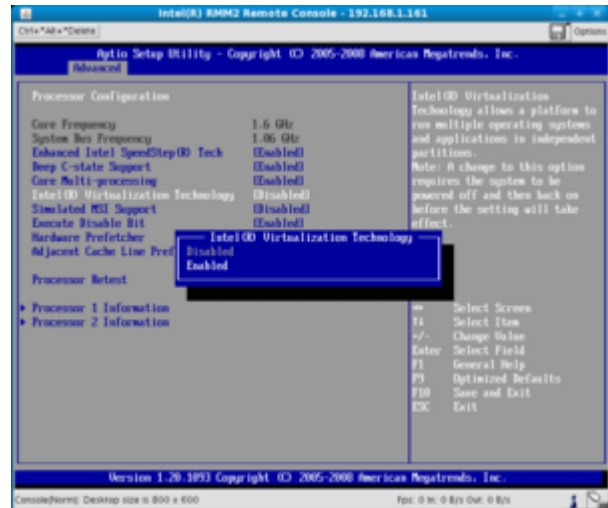 Intel(R) RMM2 Remote Console - 192.168.1.161
Ctrl+"Alt+"Delete
Options
Aptio Setup Utility - Copyright (C) 2005-2008 American Megatrends, Inc.
Advanced
Processor Configuration
Core Frequency 1.6 GHz
System Bus Frequency 1.06 GHz
Enhanced Intel SpeedStep(R) Tech [Enabled]
Deep C-state Support [Enabled]
Core Multi-processing [Enabled]
Intel(R) Virtualization Technology [Disabled]
Simulated MSI Support [Disabled]
Execute Disable Bit [Enabled]
Hardware Prefetcher
Adjacent Cache Line Pref
Processor Retest
Processor 1 Information
Processor 2 Information
Intel(R) Virtualization Technology
Disabled
Enabled
Intel(R) Virtualization
Technology allows a platform to
run multiple operating systems
and applications in independent
partitions.
Note: A change to this option
requires the system to be
powered off and then back on
before the setting will take
effect.
Select Screen
Select Item
+/- Change Value
Enter Select Field
F1 General Help
F9 Optimized Defaults
F10 Save and Exit
ESC Exit
Version 1.20.1093 Copyright (C) 2005-2008 American Megatrends, Inc.
Console(Norm): Desktop size is 800 x 600
Fps: 0 In: 0 B/s Out: 0 B/s